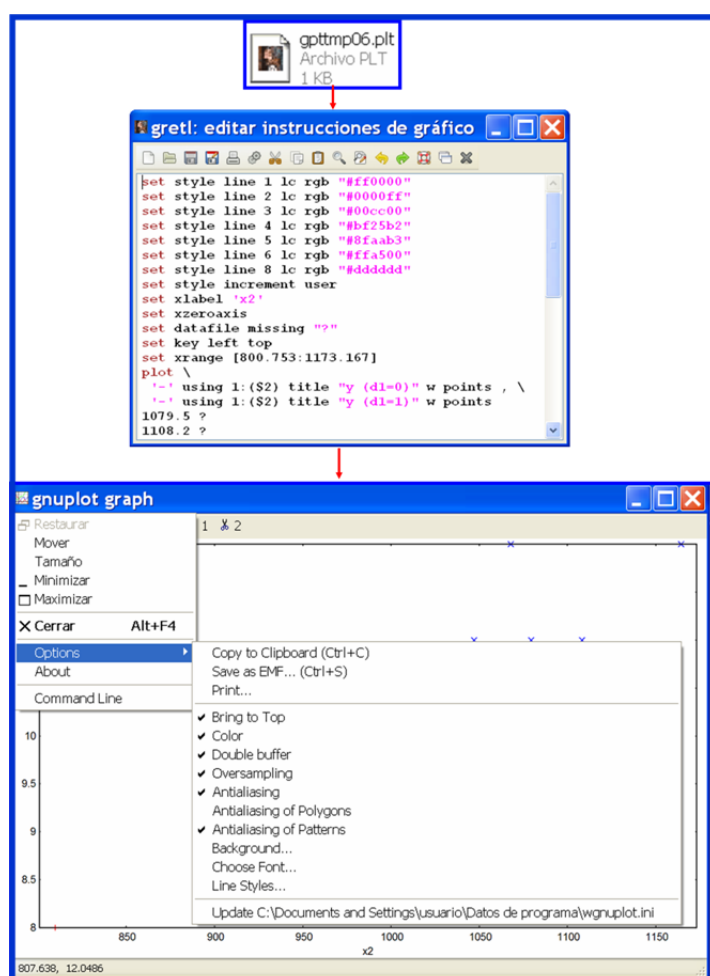 gpttmp06.plt
Archivo PLT
1 KB
gretl: editar instrucciones de gráfico
set style line 1 lc rgb "#ff0000"
set style line 2 lc rgb "#0000ff"
set style line 3 lc rgb "#00cc00"
set style line 4 lc rgb "#bf25b2"
set style line 5 lc rgb "#8faab3"
set style line 6 lc rgb "#ffa500"
set style line 8 lc rgb "#dddddd"
set style increment user
set xlabel 'x2'
set xzeroaxis
set datafile missing "?"
set key left top
set xrange [800.753:1173.167]
plot \
'-' using 1:($2) title "y (d1=0)" w points , \
'-' using 1:($2) title "y (d1=1)" w points
1079.5 ?
1108.2 ?
gnuplot graph
Restaurar
Mover
Tamaño
Minimizar
Maximizar
Cerrar Alt+F4
Options
About
Command Line
1 2
Copy to Clipboard (Ctrl+C)
Save as EMF... (Ctrl+S)
Print...
Bring to Top
Color
Double buffer
Oversampling
Antialiasing
Antialiasing of Polygons
Antialiasing of Patterns
Background...
Choose Font...
Line Styles...
Update C:\Documents and Settings\usuario\Datos de programa\wgnuplot.ini
10
9.5
9
8.5
8
850 900 950 1000 1050 1100 1150
x2
807.638, 12.0486